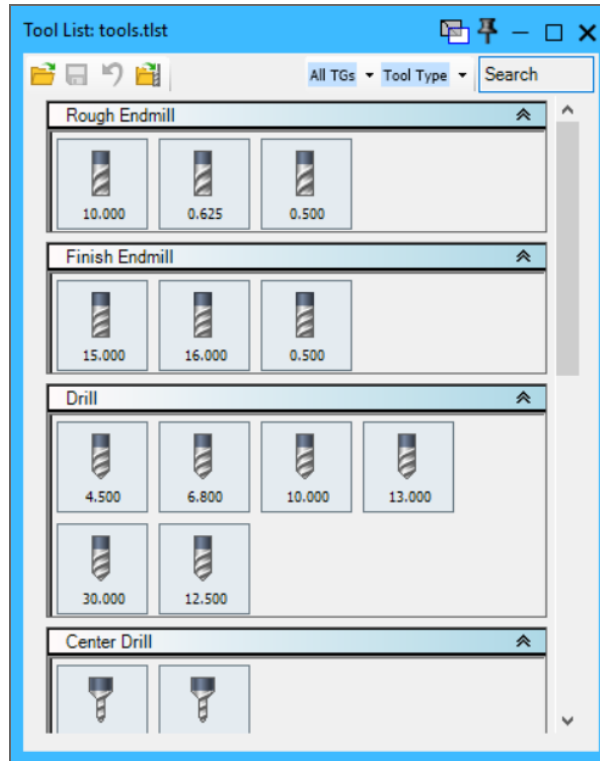 Tool List: tools.tlst
All TGs Tool Type Search
Rough Endmill
10.000 0.625 0.500
Finish Endmill
15.000 16.000 0.500
Drill
4.500 6.800 10.000 13.000
30.000 12.500
Center Drill